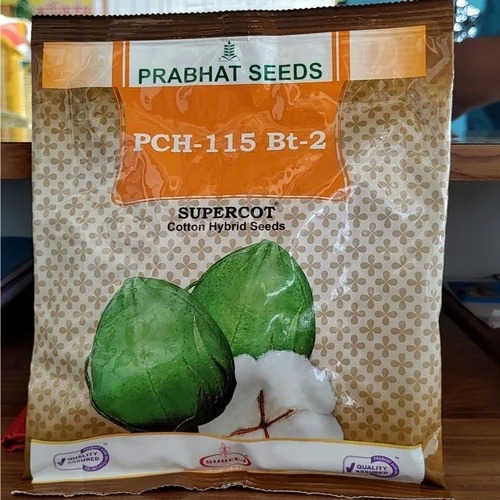 PRABHAT SEEDS
PCH-115 Bt-2
SUPERCOT®
Cotton Hybrid Seeds
QUALITY
ASSURED
QUALITY
ASSURED